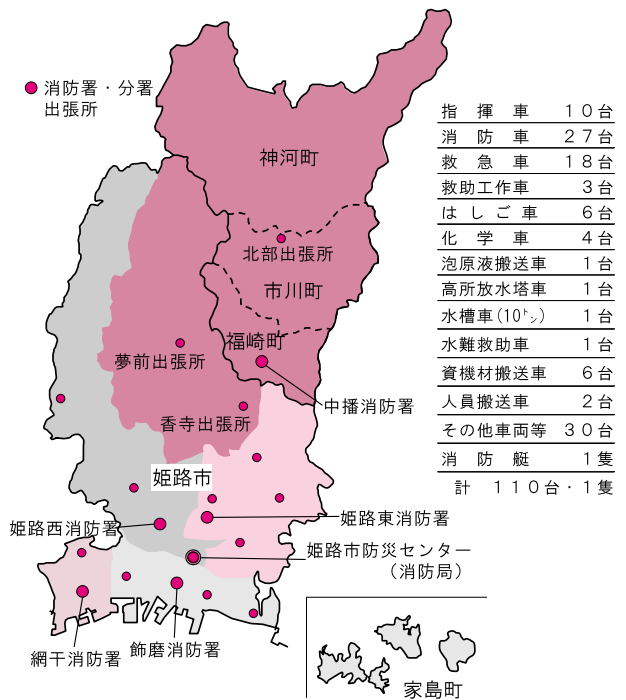 消防署・分署
出張所
神河町
北部出張所
市川町
福崎町
夢前出張所
中播消防署
香寺出張所
姫路市
姫路西消防署
姫路東消防署
姫路市防災センター
（消防局）
網干消防署
飾磨消防署
家島町
指揮車 10台
消防車 27台
救急車 18台
救助工作車 3台
はしご車 6台
化学車 4台
泡原液搬送車 1台
高所放水塔車 1台
水槽車(10㌧) 1台
水難救助車 1台
資機材搬送車 6台
人員搬送車 2台
その他車両等 30台
消防艇 1隻
計 110台・1隻